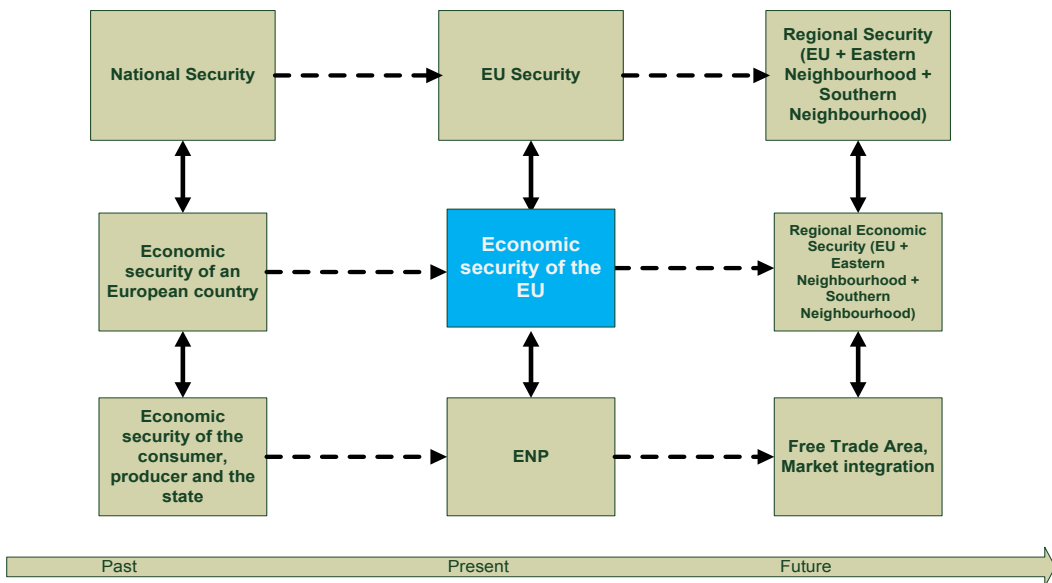 National Security
EU Security
Regional Security
(EU + Eastern
Neighbourhood +
Southern
Neighbourhood)
Economic
security of an
European country
Economic
security of the
EU
Regional Economic
Security (EU +
Eastern
Neighbourhood +
Southern
Neighbourhood)
Economic
security of the
consumer,
producer and the
state
ENP
Free Trade Area,
Market integration
Past
Present
Future